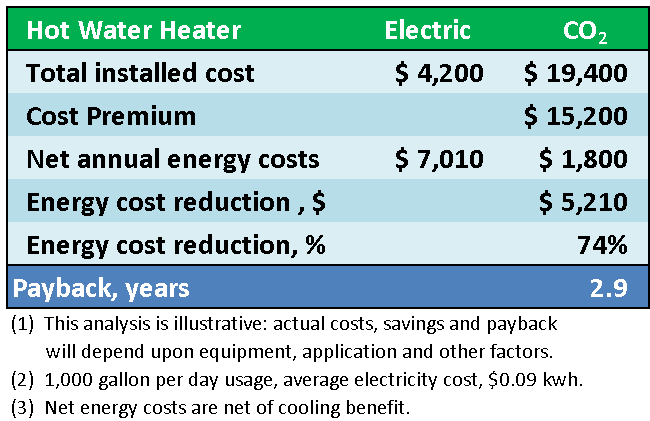 Hot Water Heater Electric CO₂
Total installed cost $ 4,200 $ 19,400
Cost Premium $ 15,200
Net annual energy costs $ 7,010 $ 1,800
Energy cost reduction , $ $ 5,210
Energy cost reduction, % 74%
Payback, years 2.9
(1) This analysis is illustrative: actual costs, savings and payback
will depend upon equipment, application and other factors.
(2) 1,000 gallon per day usage, average electricity cost, $0.09 kwh.
(3) Net energy costs are net of cooling benefit.